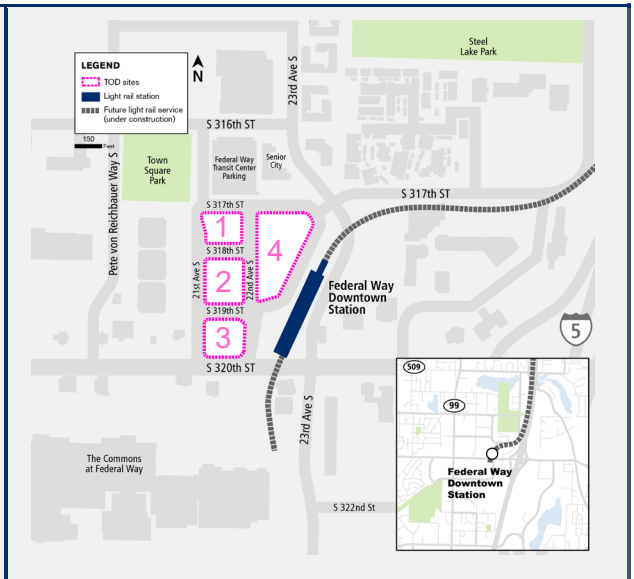 LEGEND
TOD sites
Light rail station
Future light rail service
(under construction)
150
Feet
N
Steel
Lake Park
23rd Ave S
S 316th ST
Pete von Reichbauer Way S
Town
Square
Park
Federal Way
Transit Center
Parking
Senior
City
S 317th ST
S 317th ST
1
S 318th ST
4
21st Ave S
2
22nd Ave S
Federal Way
Downtown
Station
S 319th ST
3
5
S 320th ST
23rd Ave S
The Commons
at Federal Way
S 322nd St
509
99
Federal Way
Downtown
Station